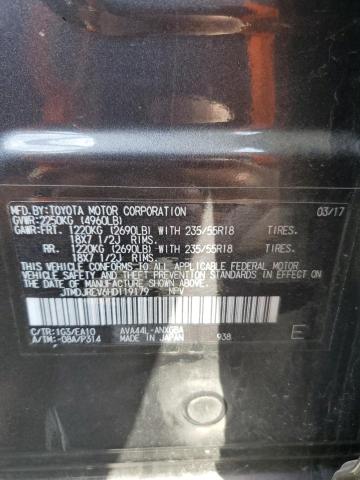 MFD.BY:TOYOTA MOTOR CORPORATION 03/17
GVWR:2250KG (4960LB)
GAWR:FRT. 1220KG (2690LB) WITH 235/55R18 TIRES.
18X7 1/2J RIMS.
RR. 1220KG (2690LB) WITH 235/55R18 TIRES.
18X7 1/2J RIMS.
THIS VEHICLE CONFORMS TO ALL APPLICABLE FEDERAL MOTOR
VEHICLE SAFETY AND THEFT PREVENTION STANDARDS IN EFFECT ON
THE DATE OF MANUFACTURE SHOWN ABOVE.
JTMDJREV6HD119179 MPV
C/TR:1G3/EA10 AVA44L-ANXGBA E
A/TM:-08A/P314 MADE IN JAPAN 938